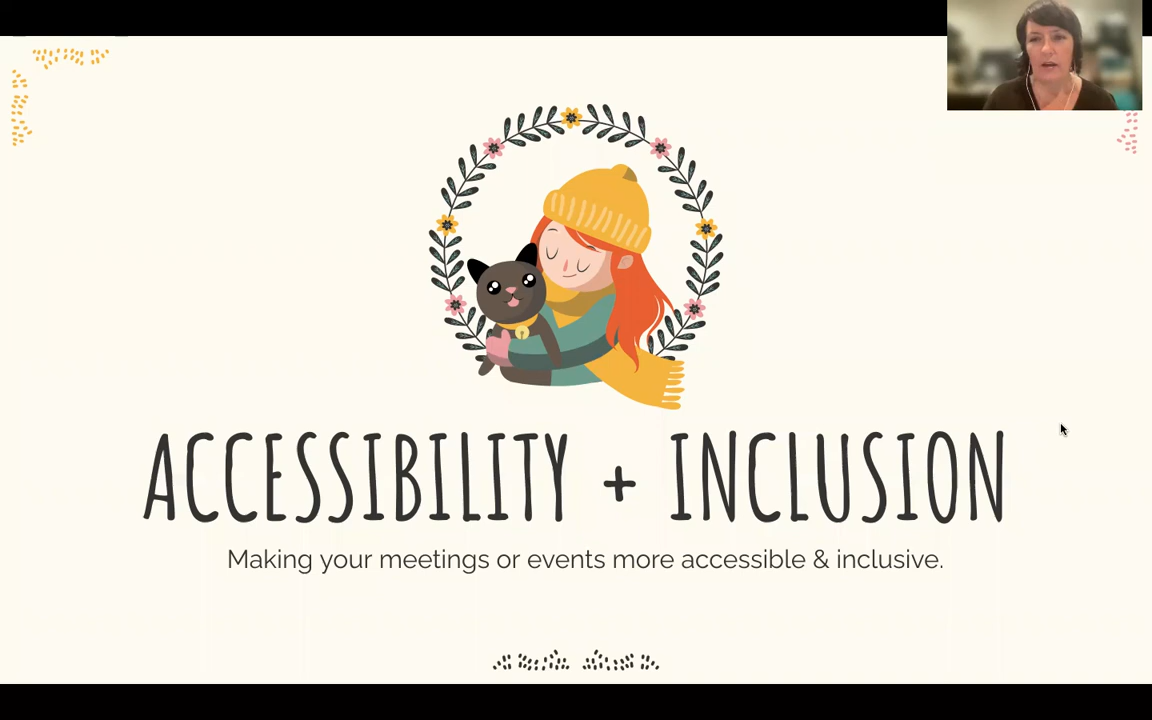 ACCESSIBILITY + INCLUSION
Making your meetings or events more accessible & inclusive.